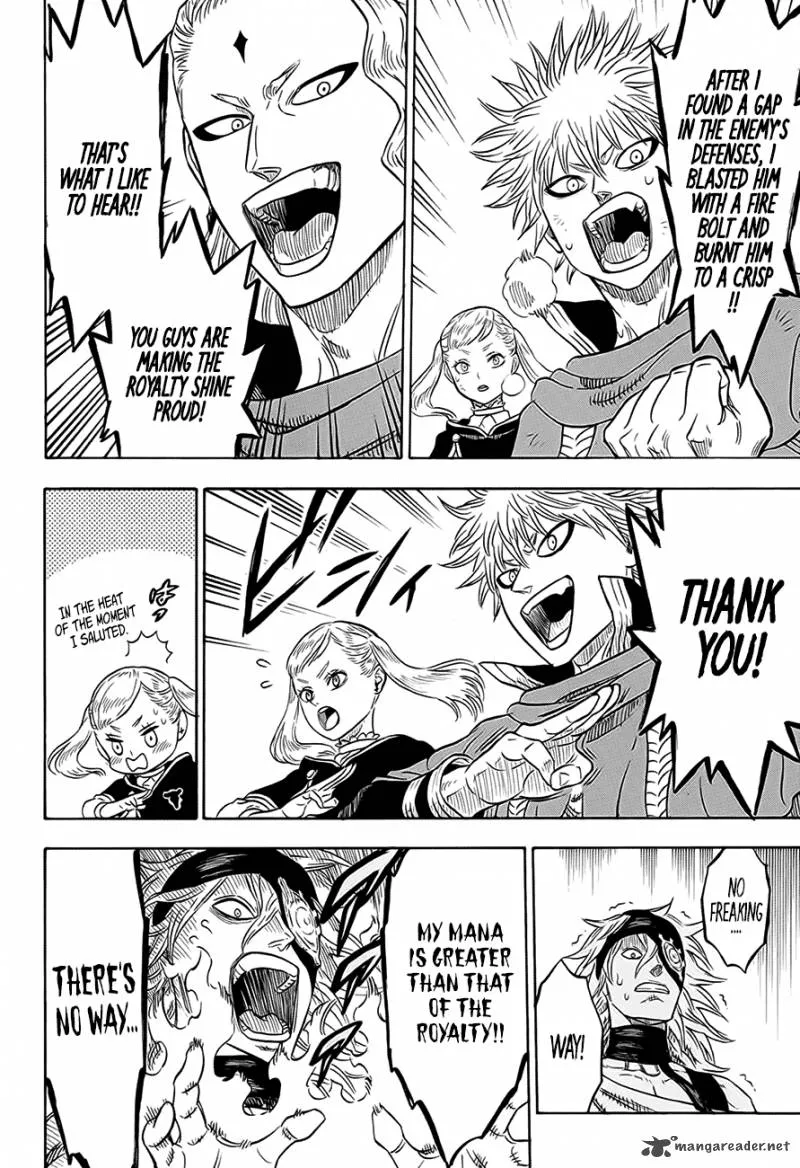 AFTER I
FOUND A GAP
IN THE ENEMY'S
DEFENSES, I
BLASTED HIM
WITH A FIRE
BOLT AND
BURNT HIM
TO A CRISP
!!
THAT'S
WHAT I LIKE
TO HEAR!!
YOU GUYS ARE
MAKING THE
ROYALTY SHINE
PROUD!
THANK
YOU!
IN THE HEAT
OF THE MOMENT
I SALUTED.
はっ
NO
FREAKING
....
WAY!
MY MANA
IS GREATER
THAN THAT
OF THE
ROYALTY!!
THERE'S
NO WAY...
mangareader.net